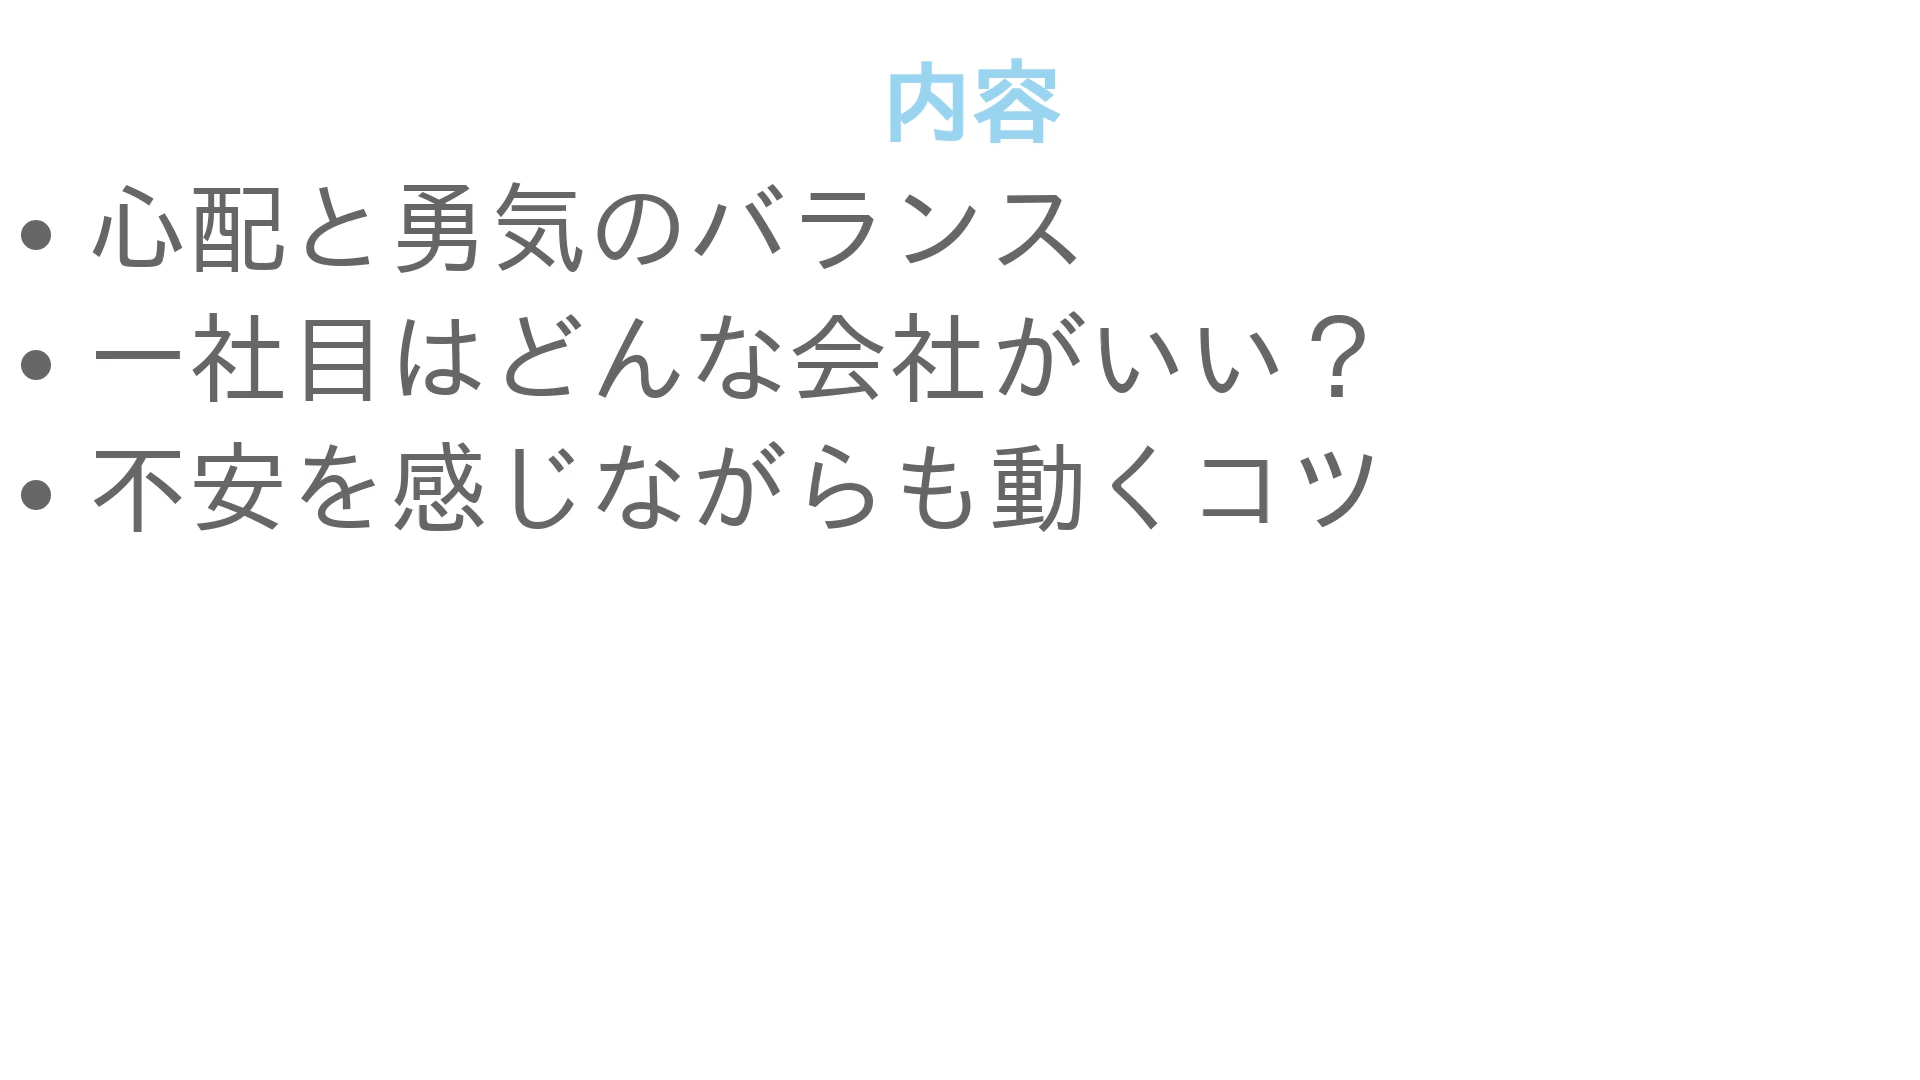 内容
• 心配と勇気のバランス
• 一社目はどんな会社がいい？
• 不安を感じながらも動くコツ